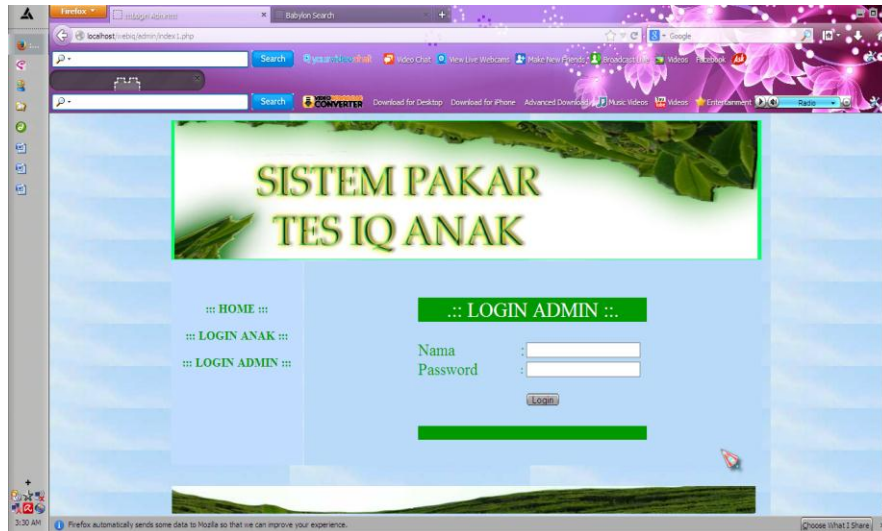 Firefox
Babylon Search
localhost/webiq/admin/index1.php
Google
Search
Video Chat
View Live Webcams
Make New Friends
Broadcast Live
Videos
Facebook
Search
VIDEO CONVERTER
Download for Desktop
Download for iPhone
Advanced Download
Music Videos
Videos
Entertainment
Radio
SISTEM PAKAR
TES IQ ANAK
::: HOME :::
::: LOGIN ANAK :::
::: LOGIN ADMIN :::
.:: LOGIN ADMIN ::.
Nama :
Password :
Login
3:30 AM
Firefox automatically sends some data to Mozilla so that we can improve your experience.
Choose What I Share